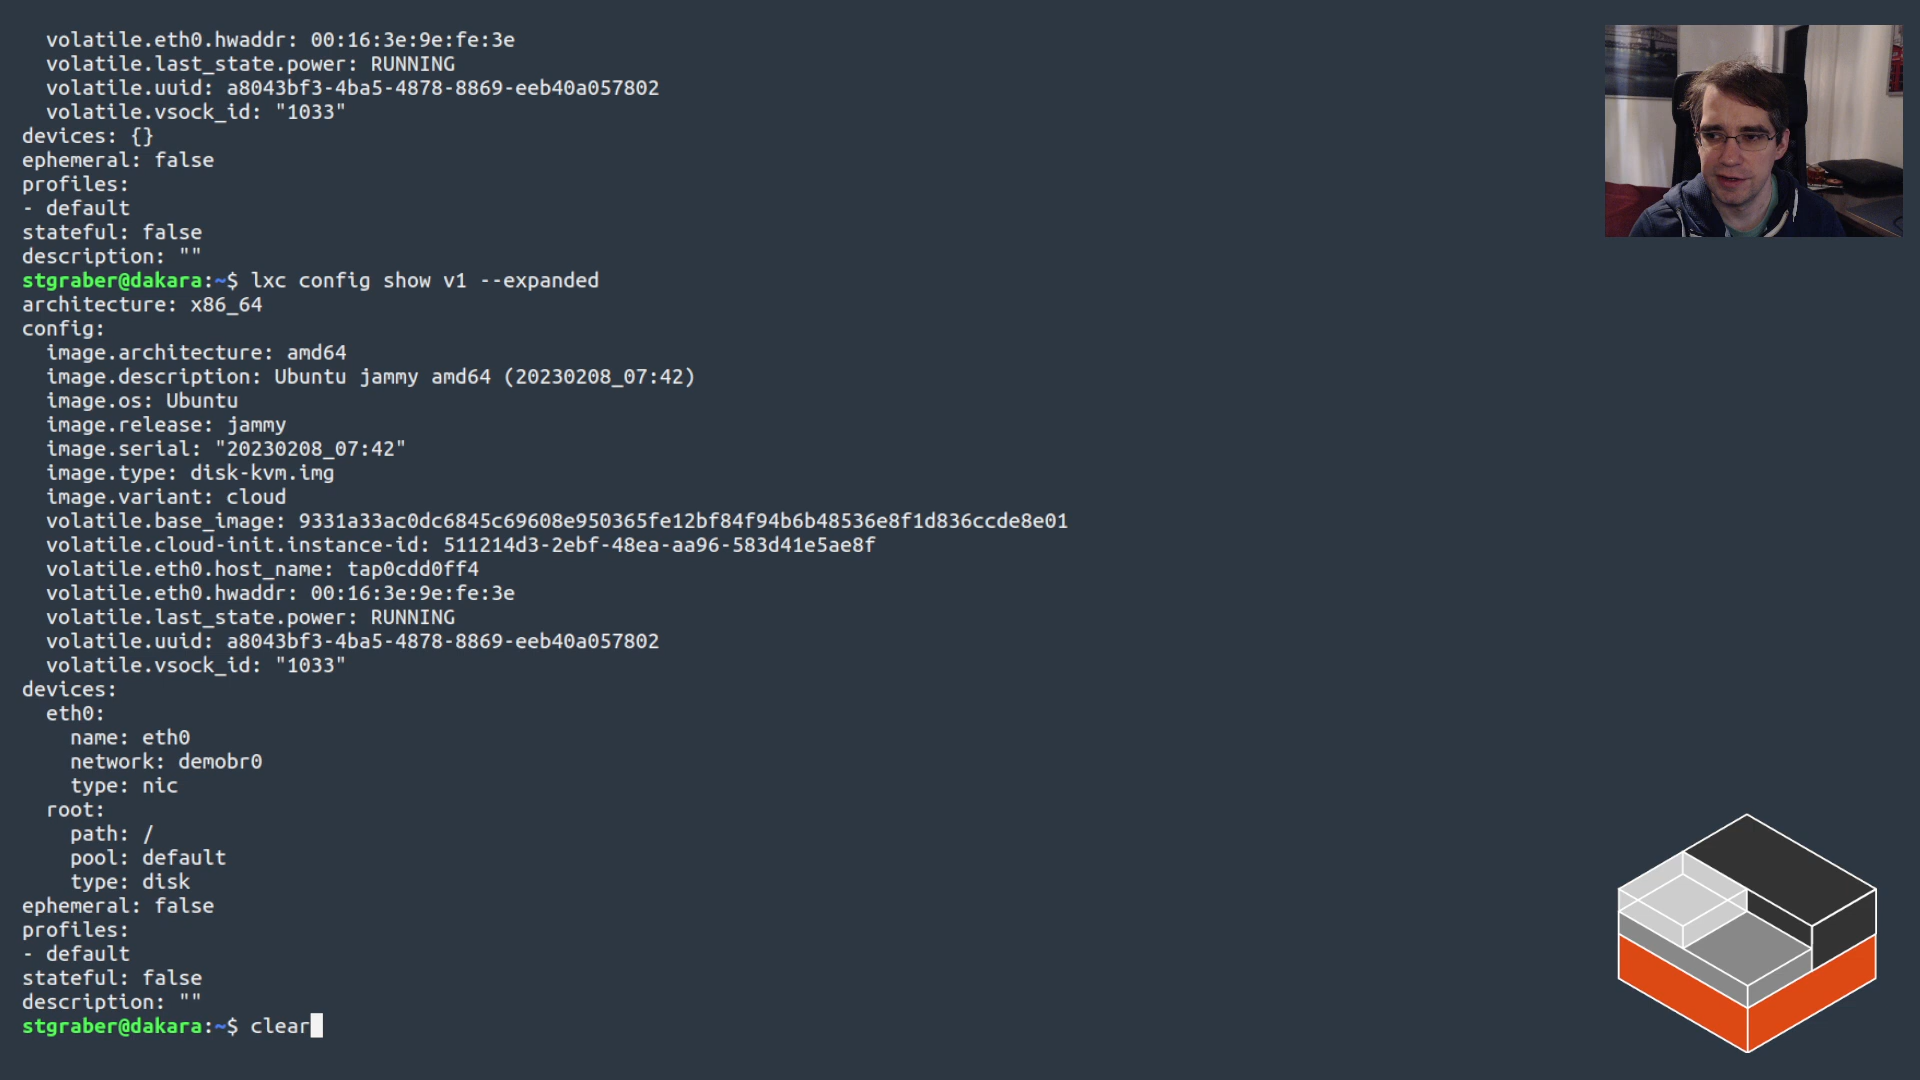 volatile.eth0.hwaddr: 00:16:3e:9e:fe:3e
volatile.last_state.power: RUNNING
volatile.uuid: a8043bf3-4ba5-4878-8869-eeb40a057802
volatile.vsock_id: "1033"
devices: {}
ephemeral: false
profiles:
- default
stateful: false
description: ""
stgraber@dakara:~$ lxc config show v1 --expanded
architecture: x86_64
config:
image.architecture: amd64
image.description: Ubuntu jammy amd64 (20230208_07:42)
image.os: Ubuntu
image.release: jammy
image.serial: "20230208_07:42"
image.type: disk-kvm.img
image.variant: cloud
volatile.base_image: 9331a33ac0dc6845c69608e950365fe12bf84f94b6b48536e8f1d836ccde8e01
volatile.cloud-init.instance-id: 511214d3-2ebf-48ea-aa96-583d41e5ae8f
volatile.eth0.host_name: tap0cdd0ff4
volatile.eth0.hwaddr: 00:16:3e:9e:fe:3e
volatile.last_state.power: RUNNING
volatile.uuid: a8043bf3-4ba5-4878-8869-eeb40a057802
volatile.vsock_id: "1033"
devices:
eth0:
name: eth0
network: demobr0
type: nic
root:
path: /
pool: default
type: disk
ephemeral: false
profiles:
- default
stateful: false
description: ""
stgraber@dakara:~$ clear